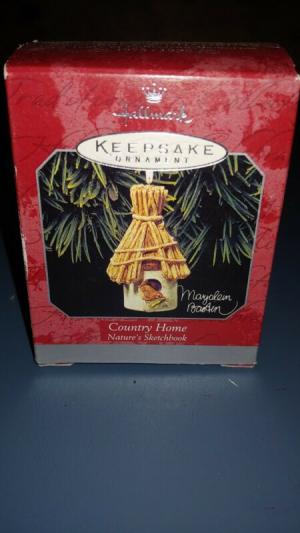 Hallmark
KEEPSAKE
ORNAMENT
Marjolein
Bastin
Country Home
Nature's Sketchbook